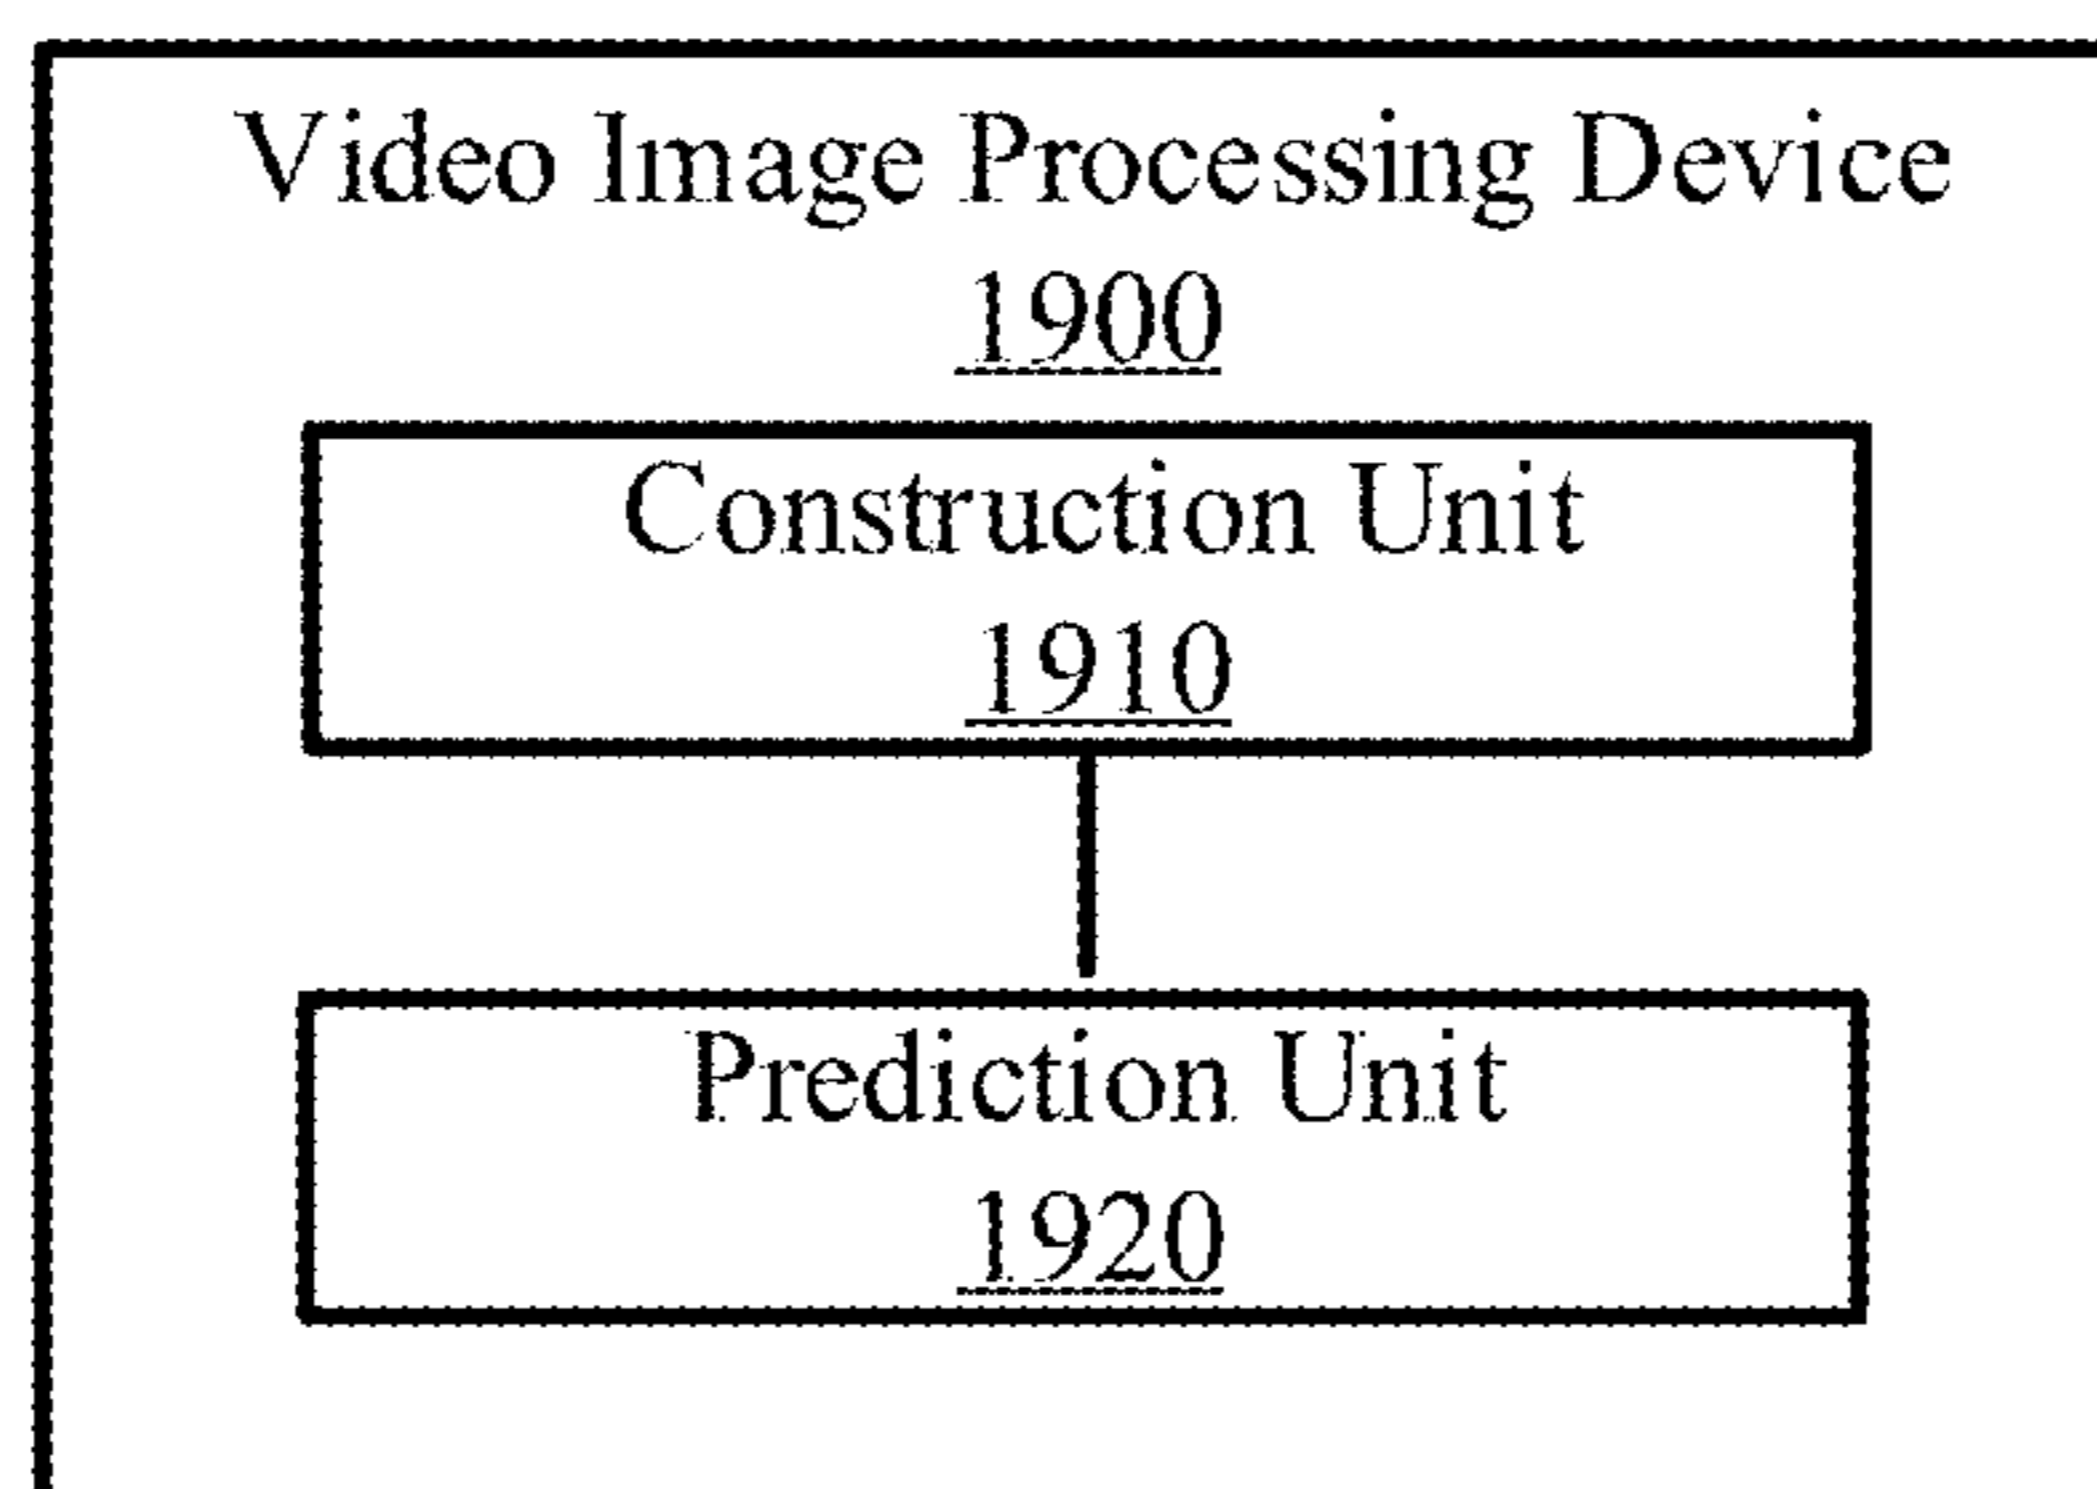 Video Image Processing Device
1900
Construction Unit
1910
Prediction Unit
1920